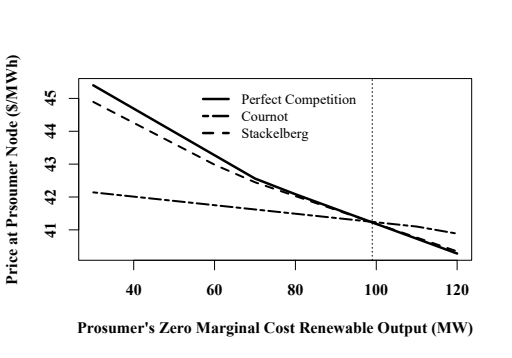 Price at Prsoumer Node ($/MWh)
45
44
43
42
41
Perfect Competition
Cournot
Stackelberg
40 60 80 100 120
Prosumer's Zero Marginal Cost Renewable Output (MW)